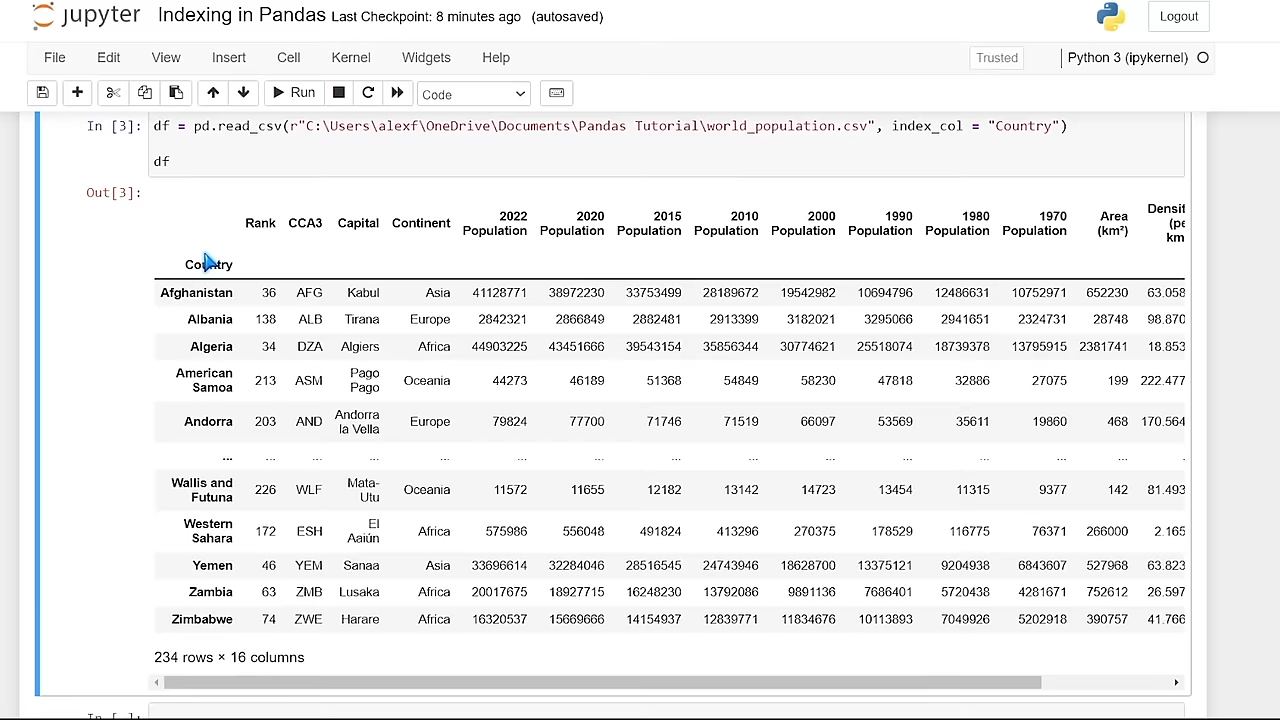 jupyter Indexing in Pandas Last Checkpoint: 8 minutes ago (autosaved) Logout
File Edit View Insert Cell Kernel Widgets Help Trusted Python 3 (ipykernel)
Run Code
In [3]: df = pd.read_csv(r"C:\Users\alexf\OneDrive\Documents\Pandas Tutorial\world_population.csv", index_col = "Country")
df
Out[3]:
Rank CCA3 Capital Continent 2022 Population 2020 Population 2015 Population 2010 Population 2000 Population 1990 Population 1980 Population 1970 Population Area (km²) Densit (pe km
Country
Afghanistan 36 AFG Kabul Asia 41128771 38972230 33753499 28189672 19542982 10694796 12486631 10752971 652230 63.058
Albania 138 ALB Tirana Europe 2842321 2866849 2882481 2913399 3182021 3295066 2941651 2324731 28748 98.870
Algeria 34 DZA Algiers Africa 44903225 43451666 39543154 35856344 30774621 25518074 18739378 13795915 2381741 18.853
American Samoa 213 ASM Pago Pago Oceania 44273 46189 51368 54849 58230 47818 32886 27075 199 222.477
Andorra 203 AND Andorra la Vella Europe 79824 77700 71746 71519 66097 53569 35611 19860 468 170.564
... ... ... ... ... ... ... ... ... ... ... ... ... ... .
Wallis and Futuna 226 WLF Mata-Utu Oceania 11572 11655 12182 13142 14723 13454 11315 9377 142 81.493
Western Sahara 172 ESH El Aaiún Africa 575986 556048 491824 413296 270375 178529 116775 76371 266000 2.165
Yemen 46 YEM Sanaa Asia 33696614 32284046 28516545 24743946 18628700 13375121 9204938 6843607 527968 63.823
Zambia 63 ZMB Lusaka Africa 20017675 18927715 16248230 13792086 9891136 7686401 5720438 4281671 752612 26.597
Zimbabwe 74 ZWE Harare Africa 16320537 15669666 14154937 12839771 11834676 10113893 7049926 5202918 390757 41.766
234 rows × 16 columns
In [ ]: